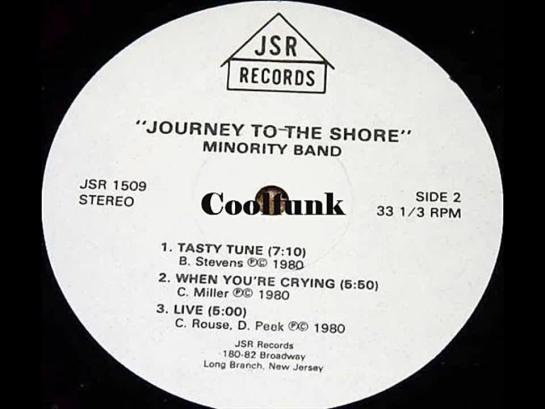 JSR
RECORDS
"JOURNEY TO THE SHORE"
MINORITY BAND
JSR 1509
STEREO
Coolfunk
SIDE 2
33 1/3 RPM
1. TASTY TUNE (7:10)
B. Stevens ℗© 1980
2. WHEN YOU'RE CRYING (5:50)
C. Miller ℗© 1980
3. LIVE (5:00)
C. Rouse, D. Peek ℗© 1980
JSR Records
180-82 Broadway
Long Branch, New Jersey